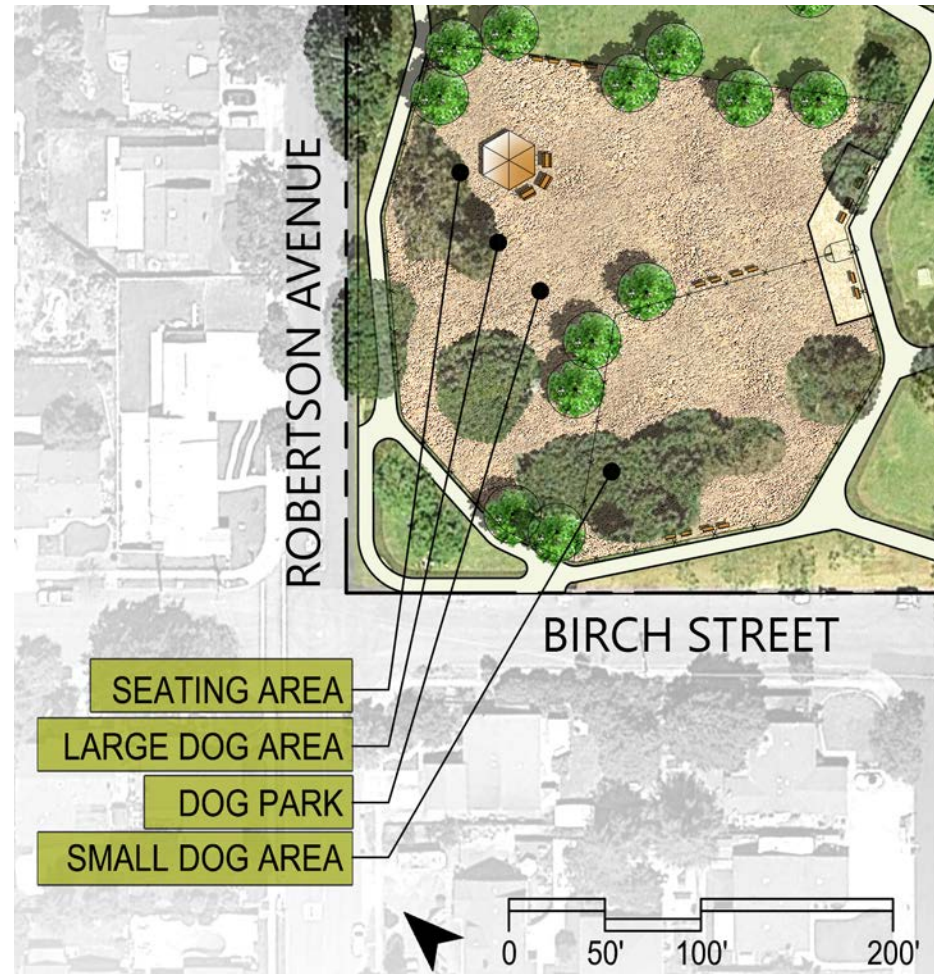 ROBERTSON AVENUE
BIRCH STREET
SEATING AREA
LARGE DOG AREA
DOG PARK
SMALL DOG AREA
0 50' 100' 200'